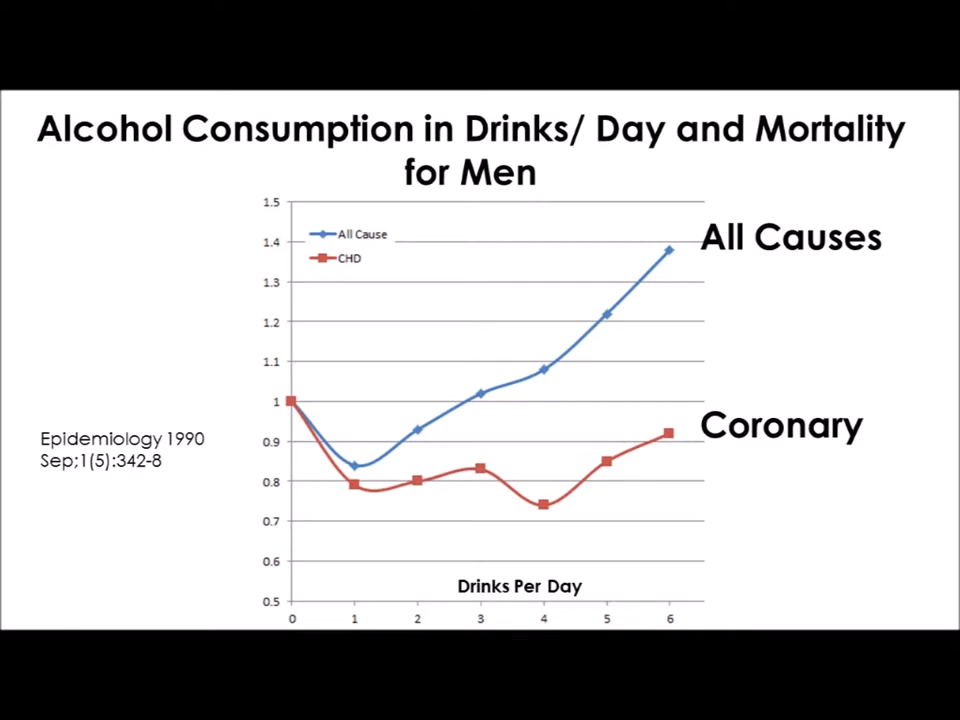 Alcohol Consumption in Drinks/ Day and Mortality
for Men
1.5
All Cause
All Causes
1.4
CHD
1.3
1.2
1.1
1
Coronary
Epidemiology 1990
0.9
Sep;1(5):342-8
0.8
0.7
0.6
Drinks Per Day
0.5
0 1 2 3 4 5 6